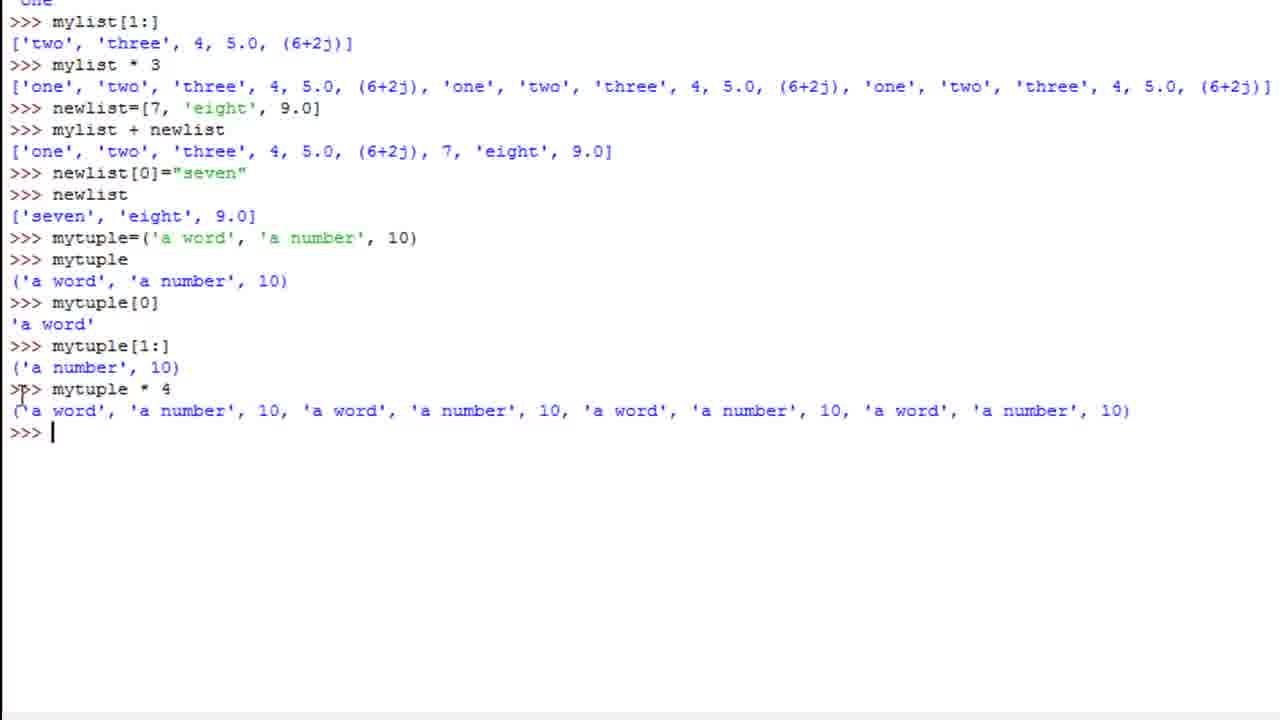 'one'
>>> mylist[1:]
['two', 'three', 4, 5.0, (6+2j)]
>>> mylist * 3
['one', 'two', 'three', 4, 5.0, (6+2j), 'one', 'two', 'three', 4, 5.0, (6+2j), 'one', 'two', 'three', 4, 5.0, (6+2j)]
>>> newlist=[7, 'eight', 9.0]
>>> mylist + newlist
['one', 'two', 'three', 4, 5.0, (6+2j), 7, 'eight', 9.0]
>>> newlist[0]="seven"
>>> newlist
['seven', 'eight', 9.0]
>>> mytuple=('a word', 'a number', 10)
>>> mytuple
('a word', 'a number', 10)
>>> mytuple[0]
'a word'
>>> mytuple[1:]
('a number', 10)
>>> mytuple * 4
('a word', 'a number', 10, 'a word', 'a number', 10, 'a word', 'a number', 10, 'a word', 'a number', 10)
>>>